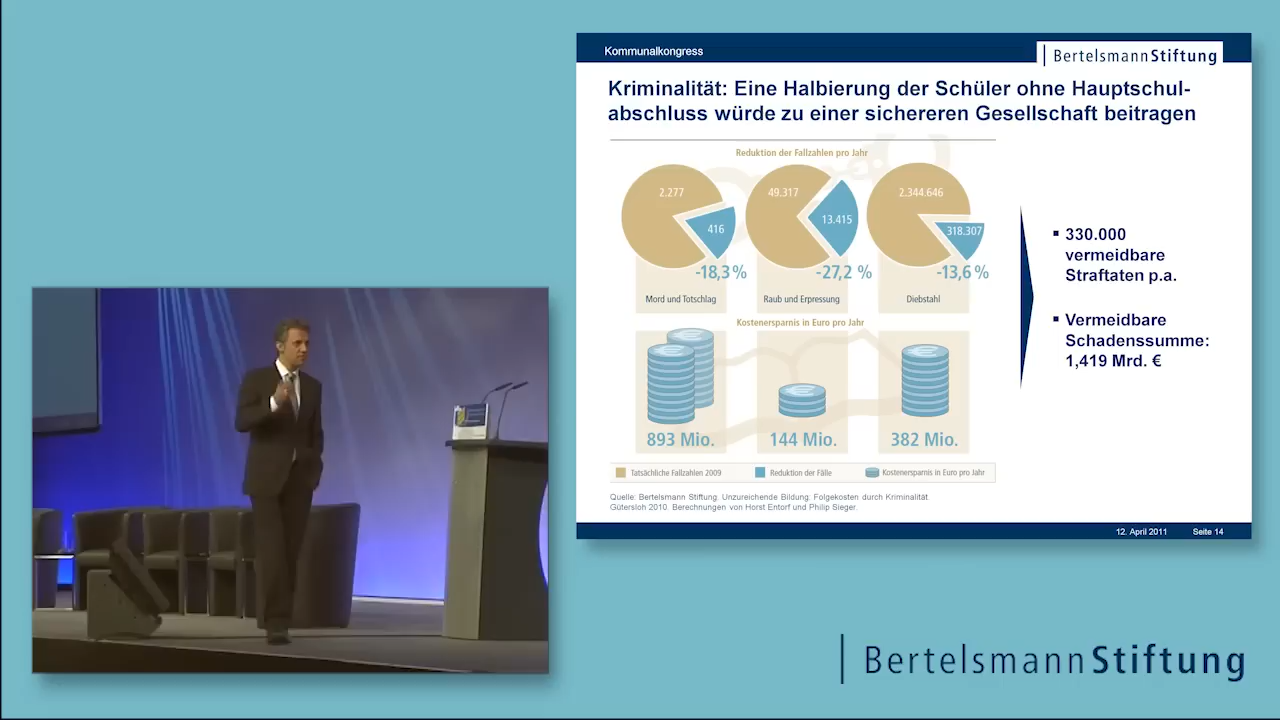 Kommunalkongress
BertelsmannStiftung
Kriminalität: Eine Halbierung der Schüler ohne Hauptschul-
abschluss würde zu einer sichereren Gesellschaft beitragen
Reduktion der Fallzahlen pro Jahr
2.277
416
-18,3 %
49.317
13.415
-27,2 %
2.344.646
318.307
-13,6 %
Mord und Totschlag
Raub und Erpressung
Diebstahl
Kostenersparnis in Euro pro Jahr
893 Mio.
144 Mio.
382 Mio.
Tatsächliche Fallzahlen 2009
Reduktion der Fälle
Kostenersparnis in Euro pro Jahr
Quelle: Bertelsmann Stiftung. Unzureichende Bildung. Folgekosten durch Kriminalität.
Gütersloh 2010. Berechnungen von Horst Entorf und Philip Sieger.
▪ 330.000
vermeidbare
Straftaten p.a.
▪ Vermeidbare
Schadenssumme:
1,419 Mrd. €
12. April 2011
Seite 14
BertelsmannStiftung